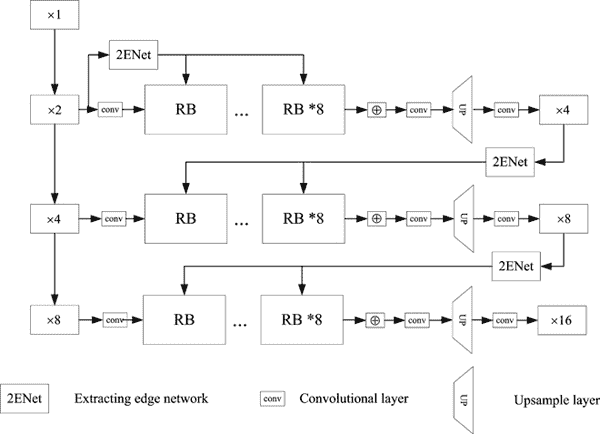 ×1
2ENet
×2
conv
RB
...
RB *8
⊕
conv
UP
conv
×4
2ENet
×4
conv
RB
...
RB *8
⊕
conv
UP
conv
×8
2ENet
×8
conv
RB
...
RB *8
⊕
conv
UP
conv
×16
2ENet Extracting edge network conv Convolutional layer UP Upsample layer